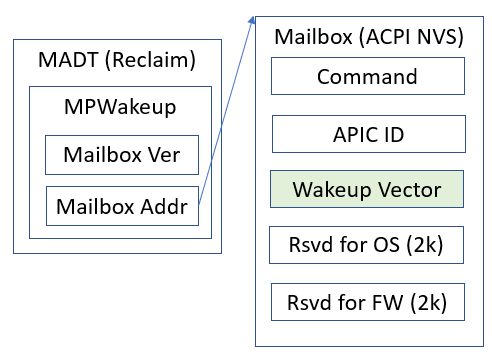 MADT (Reclaim)
MPWakeup
Mailbox Ver
Mailbox Addr
Mailbox (ACPI NVS)
Command
APIC ID
Wakeup Vector
Rsvd for OS (2k)
Rsvd for FW (2k)